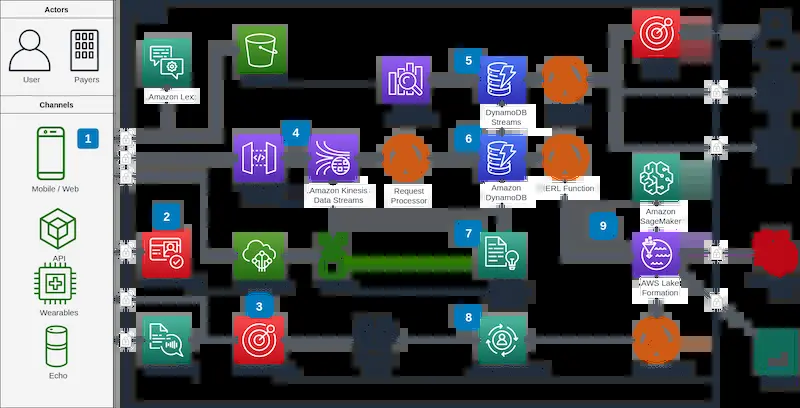 Actors
User
Payers
Channels
1
Mobile / Web
API
Wearables
Echo
Amazon Lex
2
3
4
Amazon Kinesis
Data Streams
Request
Processor
5
DynamoDB
Streams
6
Amazon
DynamoDB
ERL Function
7
8
9
Amazon
SageMaker
AWS Lake
Formation